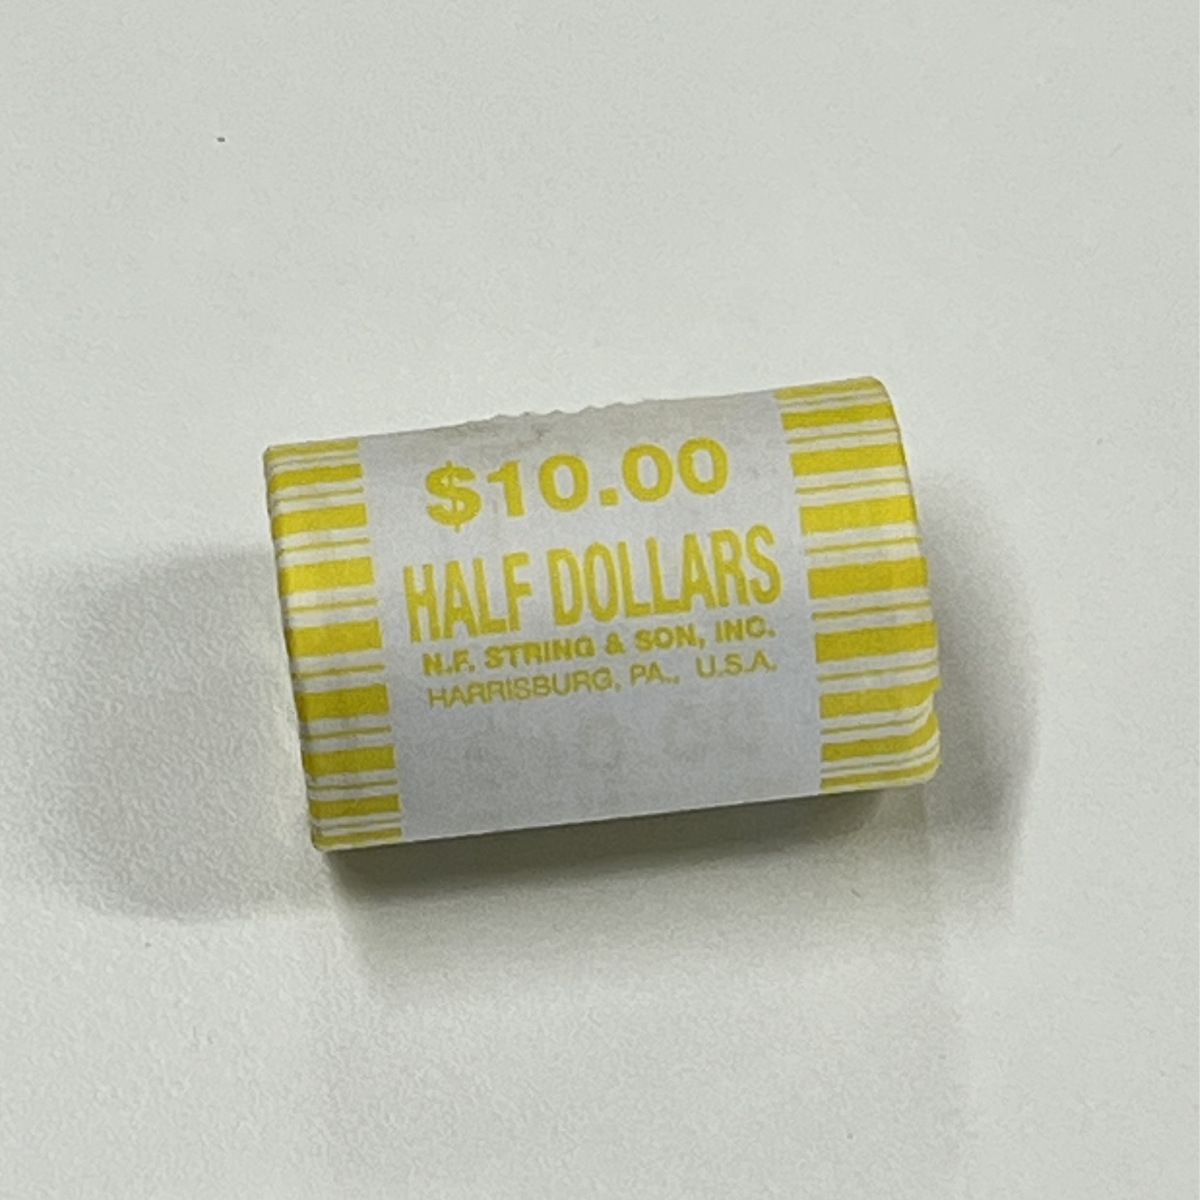 $10.00
HALF DOLLARS
N.F. STRING & SON, INC.
HARRISBURG, PA., U.S.A.